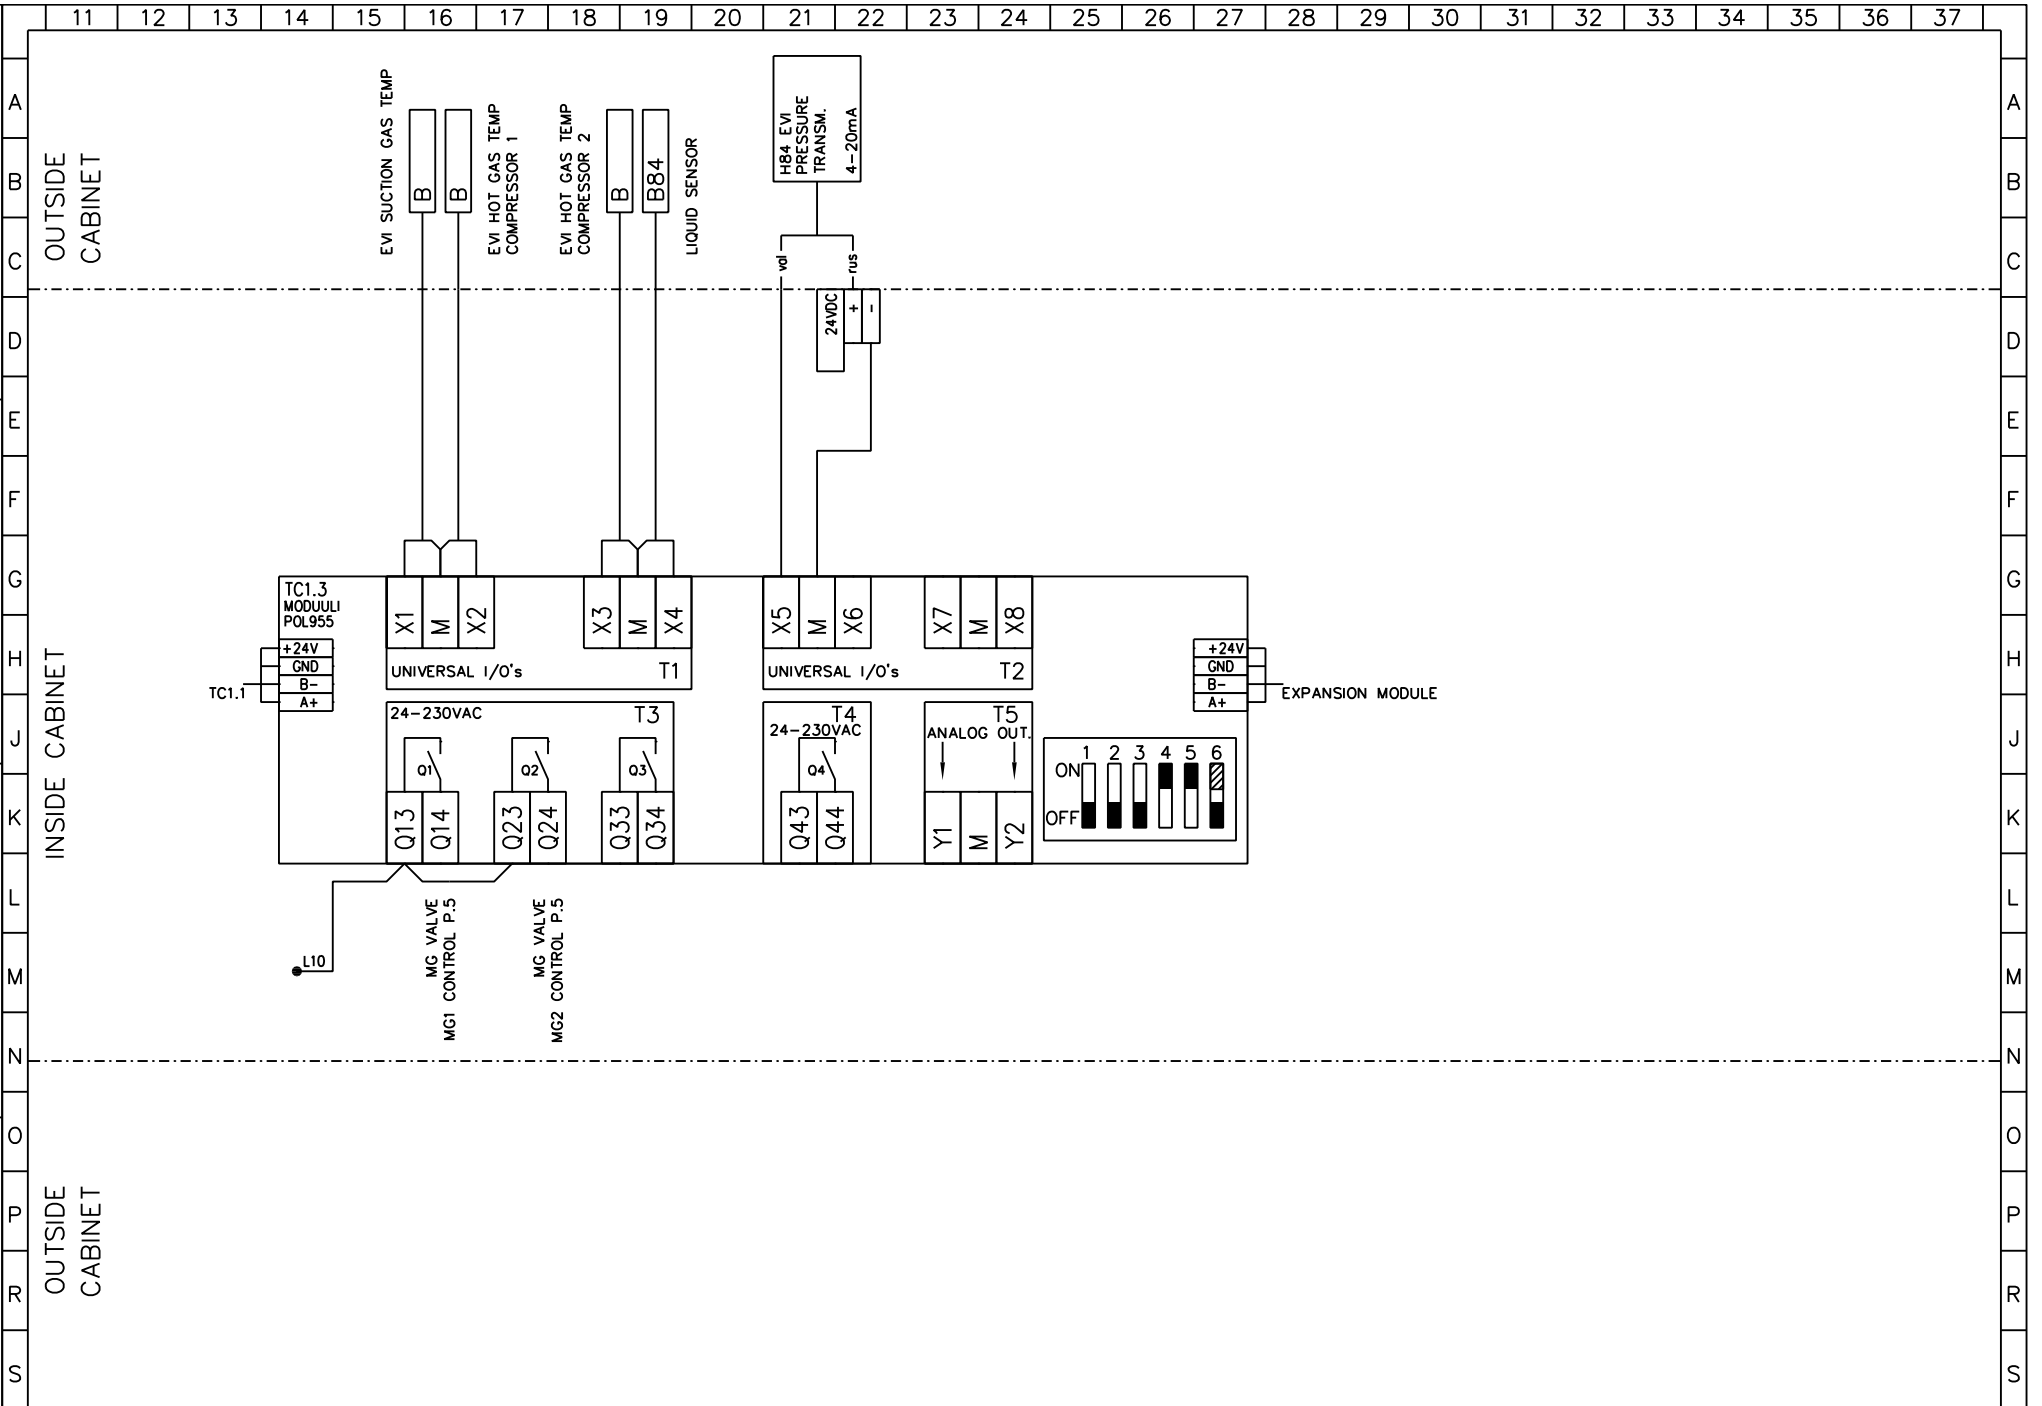 11 12 13 14 15 16 17 18 19 20 21 22 23 24 25 26 27 28 29 30 31 32 33 34 35 36 37
A
B
C
D
E
F
G
H
J
K
L
M
N
O
P
R
S
A
B
C
D
E
F
G
H
J
K
L
M
N
O
P
R
S
OUTSIDE
CABINET
INSIDE CABINET
OUTSIDE
CABINET
EVI SUCTION GAS TEMP
B
B
EVI HOT GAS TEMP
COMPRESSOR 1
EVI HOT GAS TEMP
COMPRESSOR 2
B
B84
LIQUID SENSOR
H84 EVI
PRESSURE
TRANSM.
4-20mA
val
rus
24VDC
+
-
TC1.3
MODUULI
POL955
X1
M
X2
X3
M
X4
X5
M
X6
X7
M
X8
UNIVERSAL I/O's
T1
UNIVERSAL I/O's
T2
+24V
GND
B-
A+
TC1.1
+24V
GND
B-
A+
EXPANSION MODULE
24-230VAC
T3
T4
24-230VAC
T5
ANALOG OUT.
Q1
Q2
Q3
Q4
Q13
Q14
Q23
Q24
Q33
Q34
Q43
Q44
Y1
M
Y2
1 2 3 4 5 6
ON
OFF
L10
MG VALVE
MG1 CONTROL P.5
MG VALVE
MG2 CONTROL P.5